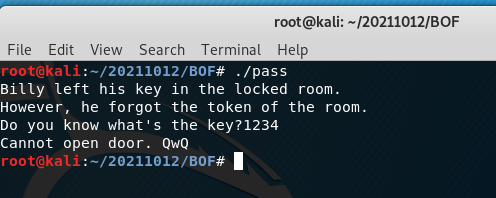 root@kali: ~/20211012/BOF
File Edit View Search Terminal Help
root@kali:~/20211012/BOF# ./pass
Billy left his key in the locked room.
However, he forgot the token of the room.
Do you know what's the key?1234
Cannot open door. QwQ
root@kali:~/20211012/BOF#